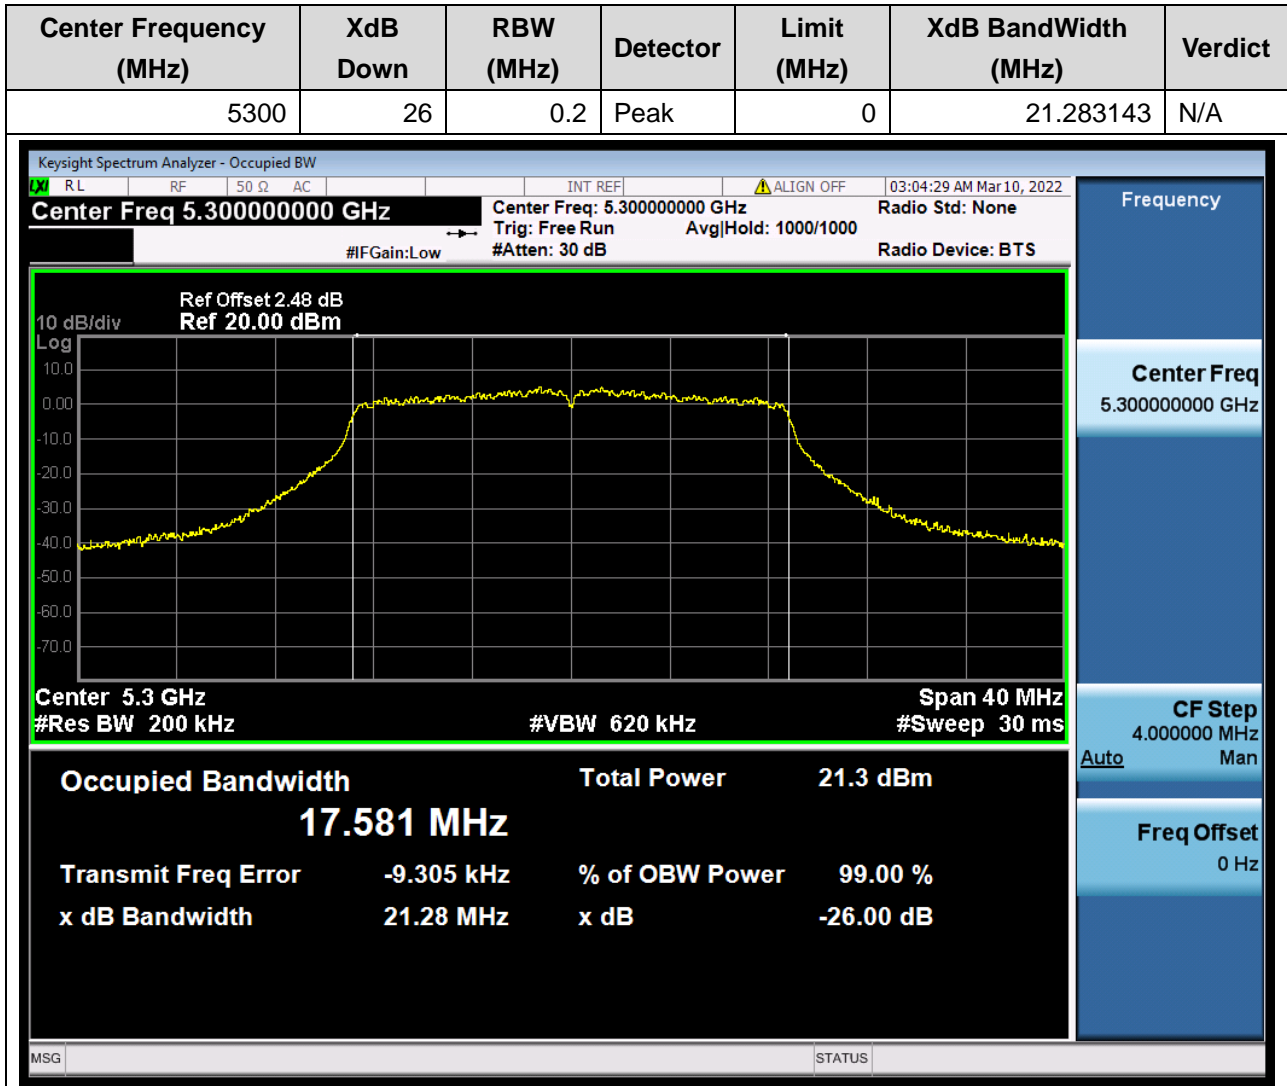 Center Frequency (MHz) XdB Down RBW (MHz) Detector Limit (MHz) XdB BandWidth (MHz) Verdict
5300 26 0.2 Peak 0 21.283143 N/A
Keysight Spectrum Analyzer - Occupied BW
LXI RL RF 50 Ω AC INT REF ALIGN OFF 03:04:29 AM Mar 10, 2022
Center Freq 5.300000000 GHz Center Freq: 5.300000000 GHz Radio Std: None
Trig: Free Run Avg|Hold: 1000/1000
#IFGain:Low #Atten: 30 dB Radio Device: BTS
Frequency
Ref Offset 2.48 dB
10 dB/div Ref 20.00 dBm
Log
10.0
0.00
-10.0
-20.0
-30.0
-40.0
-50.0
-60.0
-70.0
Center 5.3 GHz Span 40 MHz
#Res BW 200 kHz #VBW 620 kHz #Sweep 30 ms
Center Freq
5.300000000 GHz
CF Step
4.000000 MHz
Auto Man
Freq Offset
0 Hz
Occupied Bandwidth Total Power 21.3 dBm
17.581 MHz
Transmit Freq Error -9.305 kHz % of OBW Power 99.00 %
x dB Bandwidth 21.28 MHz x dB -26.00 dB
MSG STATUS